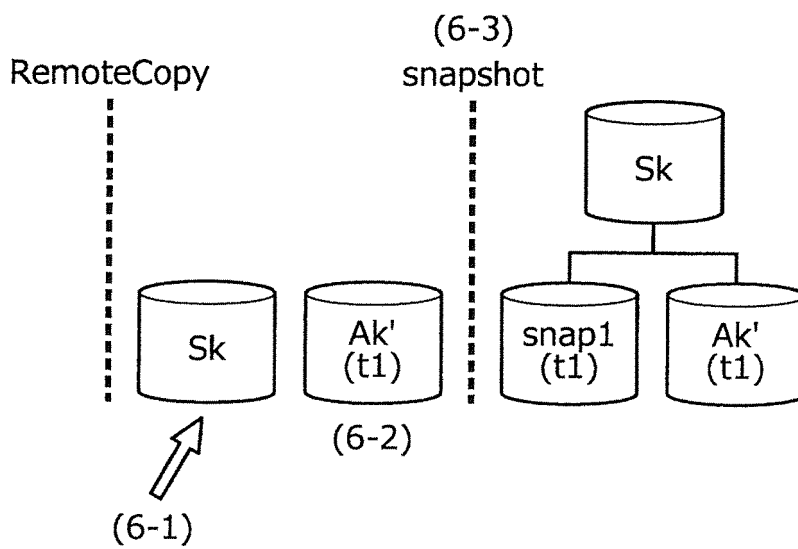 (6-3)
RemoteCopy
snapshot
Sk
Sk
Ak'
(t1)
snap1
(t1)
Ak'
(t1)
(6-2)
(6-1)